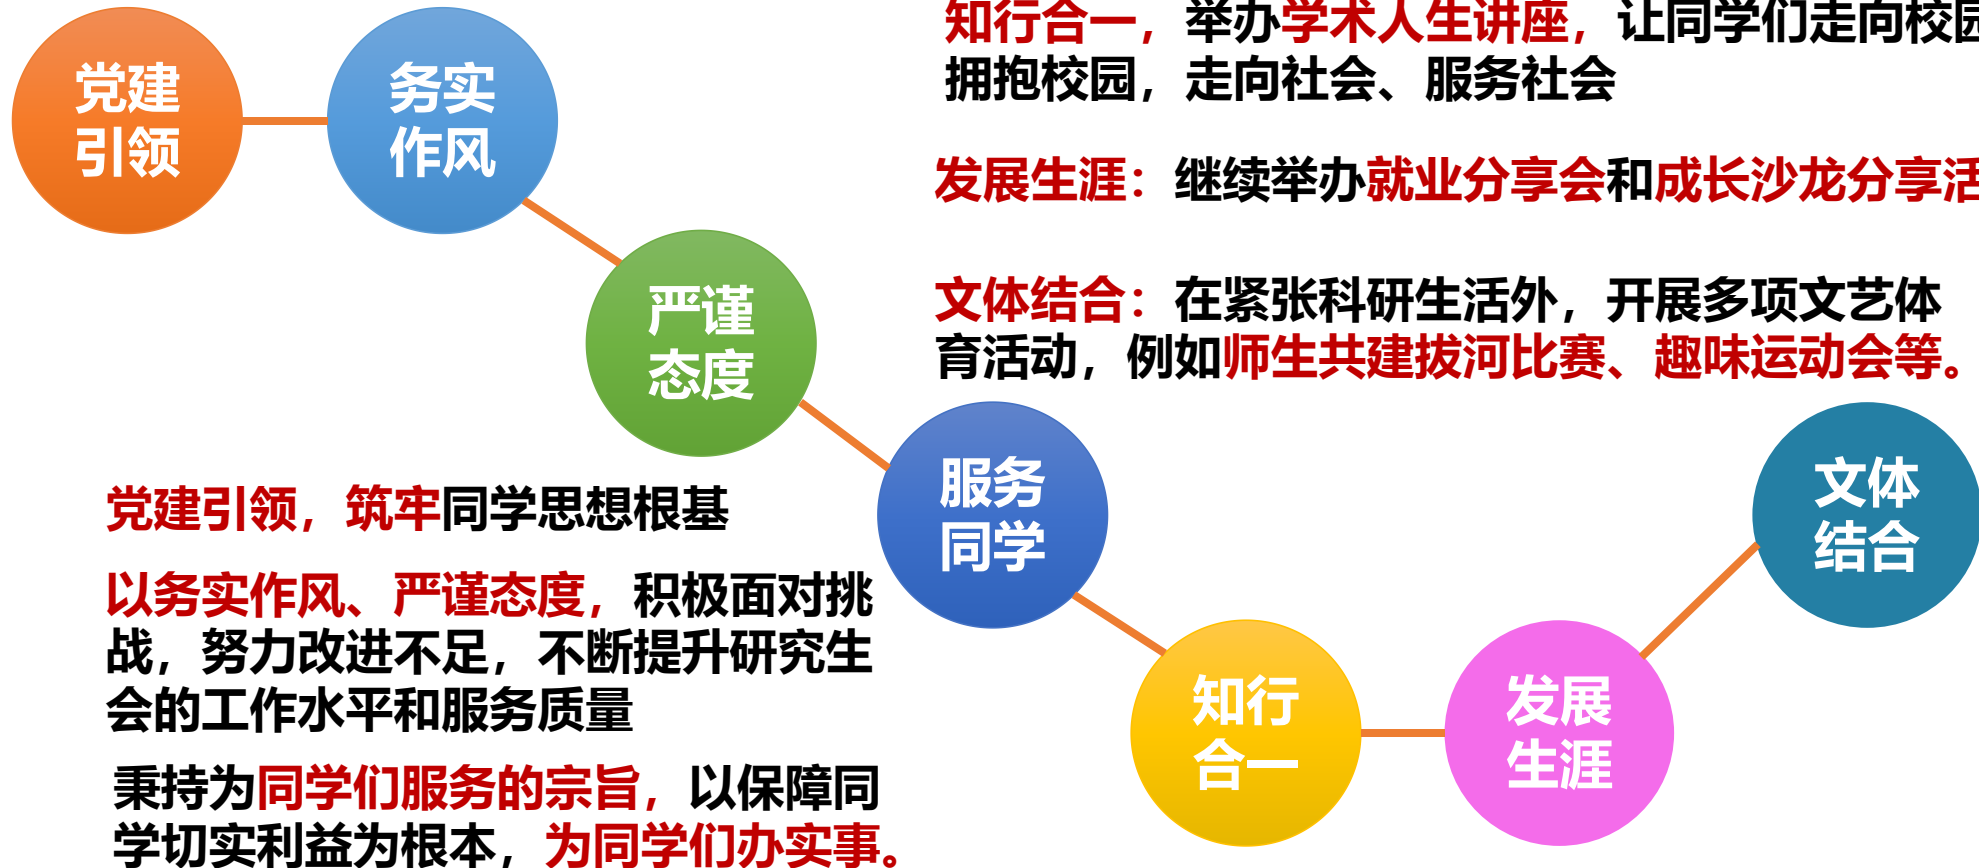 党建
引领
务实
作风
严谨
态度
服务
同学
知行
合一
发展
生涯
文体
结合
知行合一，举办学术人生讲座，让同学们走向校园
拥抱校园，走向社会、服务社会
发展生涯：继续举办就业分享会和成长沙龙分享活
文体结合：在紧张科研生活外，开展多项文艺体
育活动，例如师生共建拔河比赛、趣味运动会等。
党建引领，筑牢同学思想根基
以务实作风、严谨态度，积极面对挑
战，努力改进不足，不断提升研究生
会的工作水平和服务质量
秉持为同学们服务的宗旨，以保障同
学切实利益为根本，为同学们办实事。